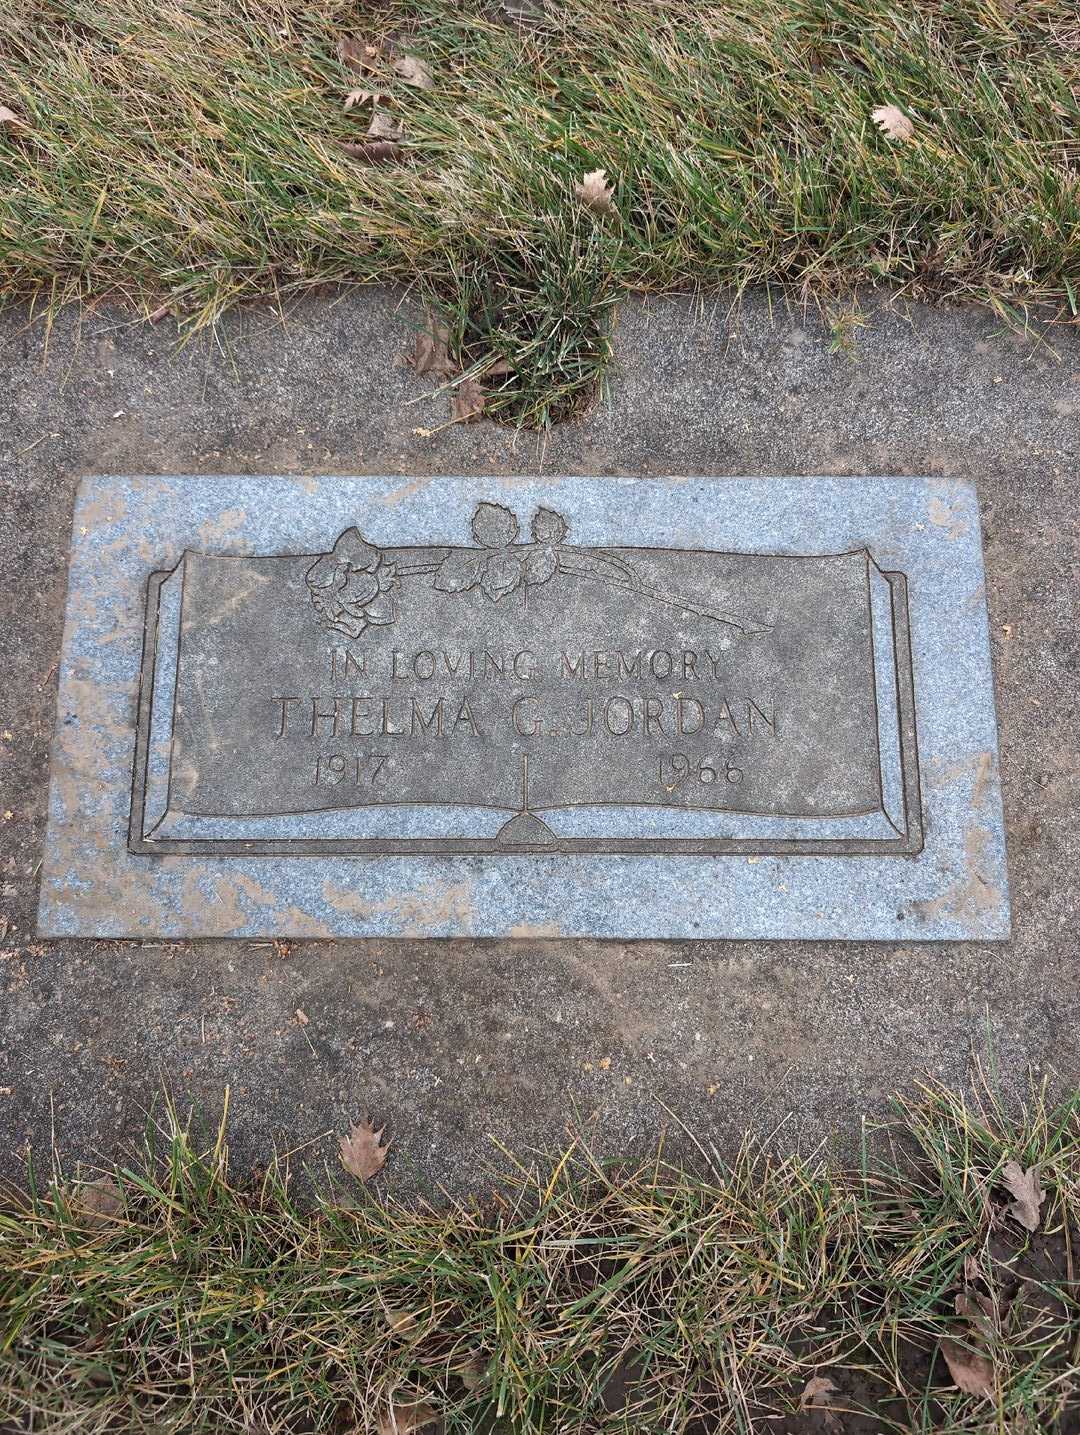 IN LOVING MEMORY
THELMA G. JORDAN
1917 1966